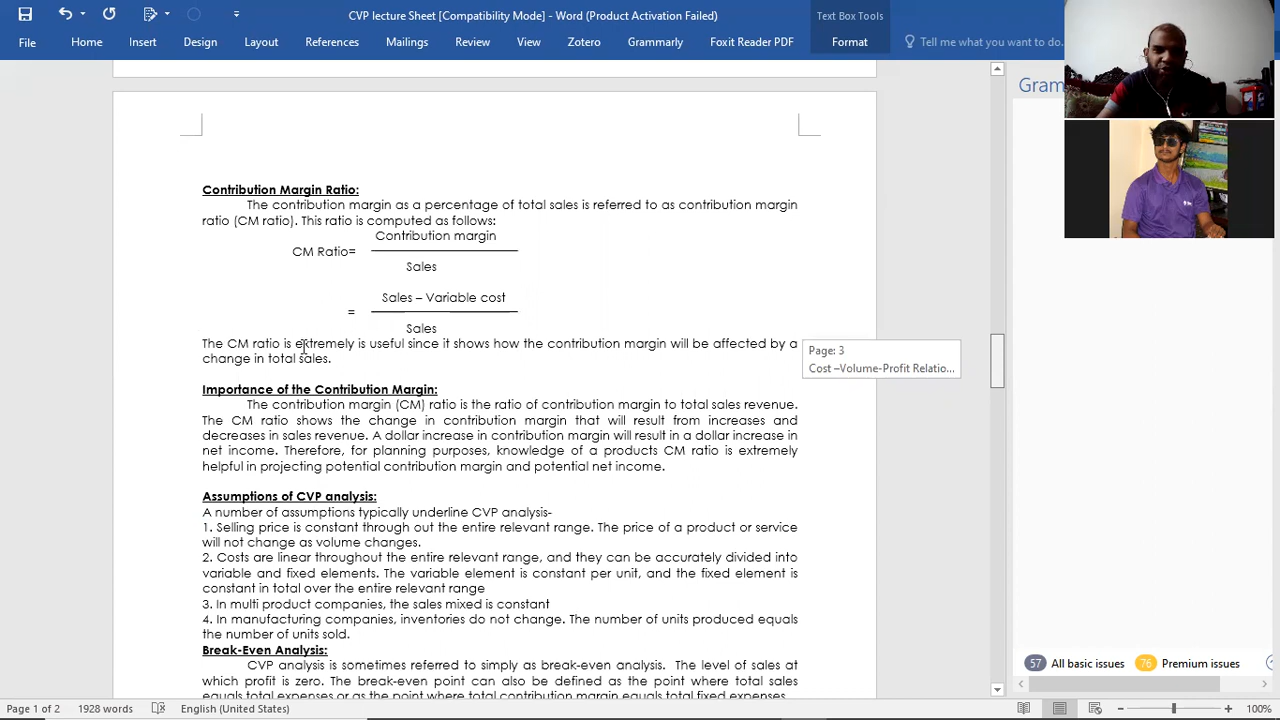 CVP lecture Sheet [Compatibility Mode] - Word (Product Activation Failed)
Text Box Tools
File Home Insert Design Layout References Mailings Review View Zotero Grammarly Foxit Reader PDF Format Tell me what you want to do.
Gram
Contribution Margin Ratio:
The contribution margin as a percentage of total sales is referred to as contribution margin
ratio (CM ratio). This ratio is computed as follows:
Contribution margin
CM Ratio=
Sales
Sales – Variable cost
=
Sales
The CM ratio is extremely is useful since it shows how the contribution margin will be affected by a
change in total sales.
Page: 3
Cost –Volume-Profit Relatio...
Importance of the Contribution Margin:
The contribution margin (CM) ratio is the ratio of contribution margin to total sales revenue.
The CM ratio shows the change in contribution margin that will result from increases and
decreases in sales revenue. A dollar increase in contribution margin will result in a dollar increase in
net income. Therefore, for planning purposes, knowledge of a products CM ratio is extremely
helpful in projecting potential contribution margin and potential net income.
Assumptions of CVP analysis:
A number of assumptions typically underline CVP analysis-
1. Selling price is constant through out the entire relevant range. The price of a product or service
will not change as volume changes.
2. Costs are linear throughout the entire relevant range, and they can be accurately divided into
variable and fixed elements. The variable element is constant per unit, and the fixed element is
constant in total over the entire relevant range
3. In multi product companies, the sales mixed is constant
4. In manufacturing companies, inventories do not change. The number of units produced equals
the number of units sold.
Break-Even Analysis:
CVP analysis is sometimes referred to simply as break-even analysis. The level of sales at
which profit is zero. The break-even point can also be defined as the point where total sales
equals total expenses or as the point where total contribution margin equals total fixed expenses
57 All basic issues 76 Premium issues
Page 1 of 2 1928 words English (United States) 100%